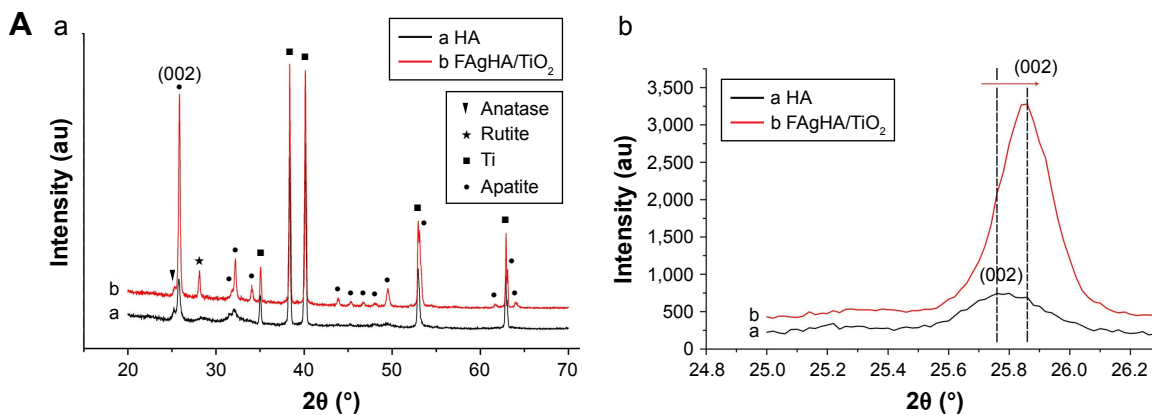 A
a
a HA
b FAgHA/TiO₂
Anatase
Rutite
Ti
Apatite
(002)
b
a
Intensity (au)
20 30 40 50 60 70
2θ (°)
b
(002)
a HA
b FAgHA/TiO₂
3,500
3,000
2,500
2,000
1,500
1,000
500
0
(002)
b
a
Intensity (au)
24.8 25.0 25.2 25.4 25.6 25.8 26.0 26.2
2θ (°)